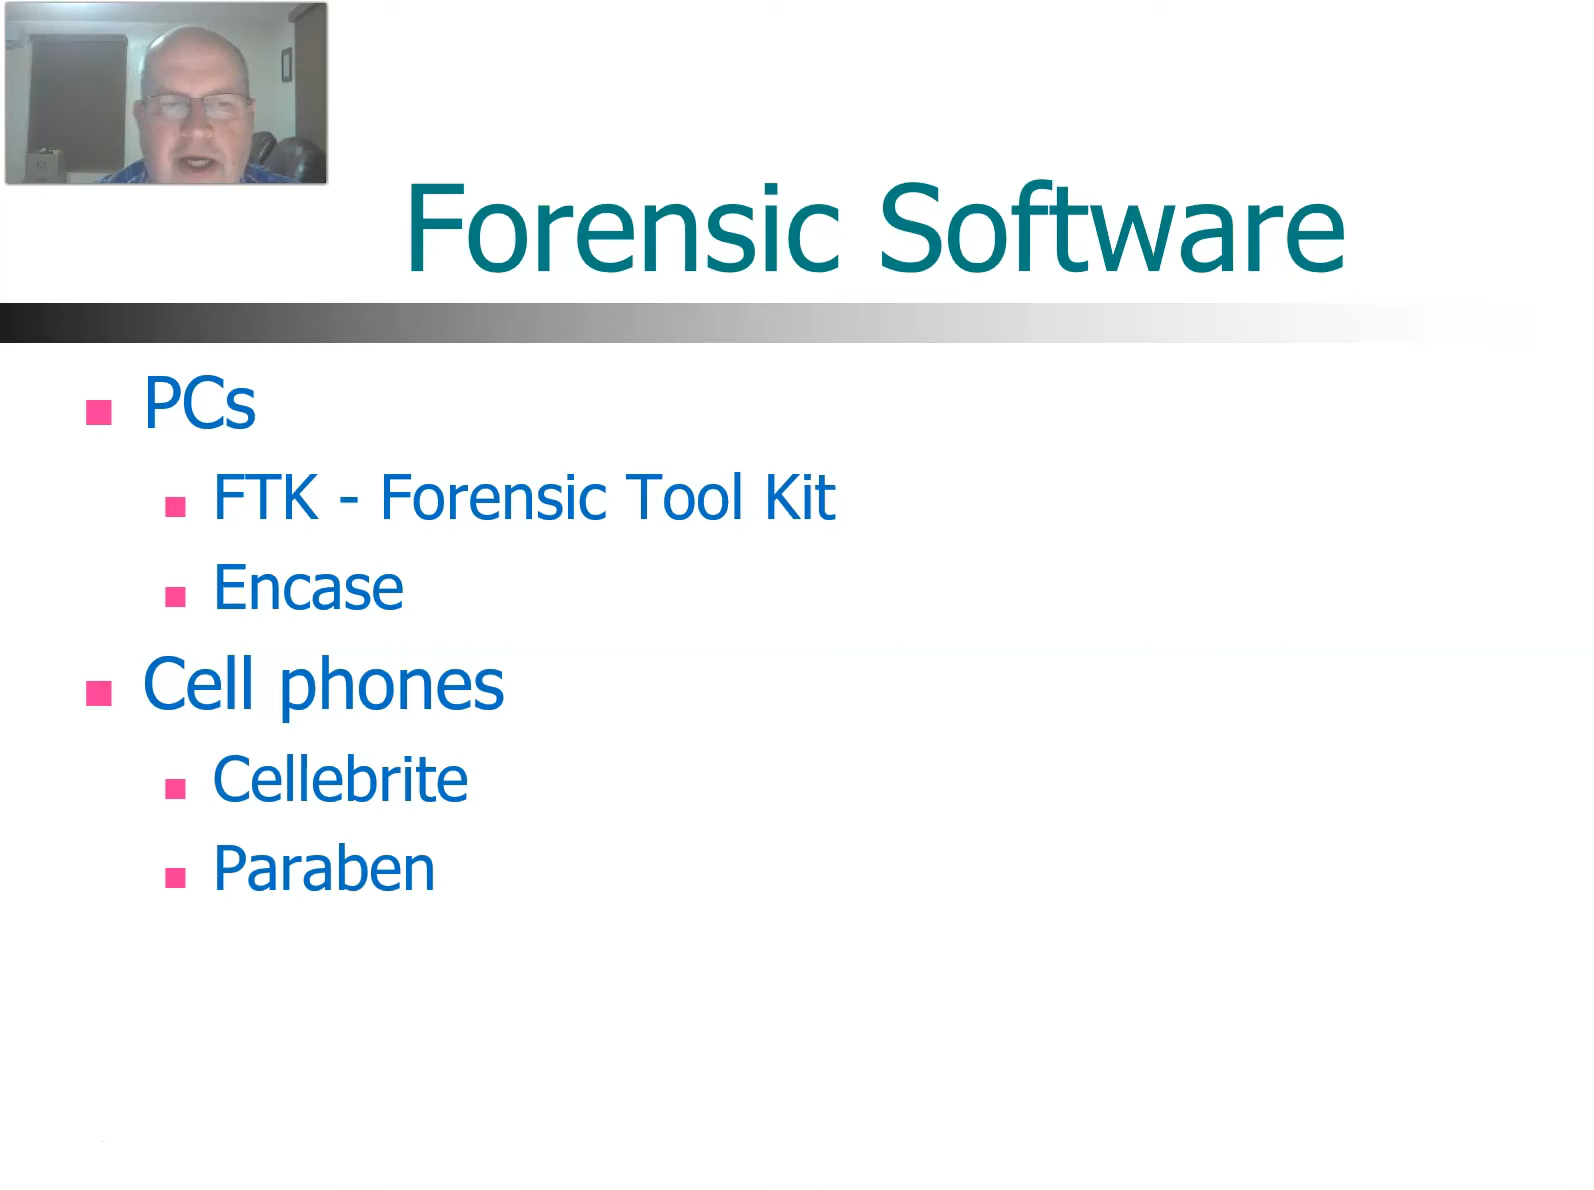 Forensic Software
PCs
FTK - Forensic Tool Kit
Encase
Cell phones
Cellebrite
Paraben